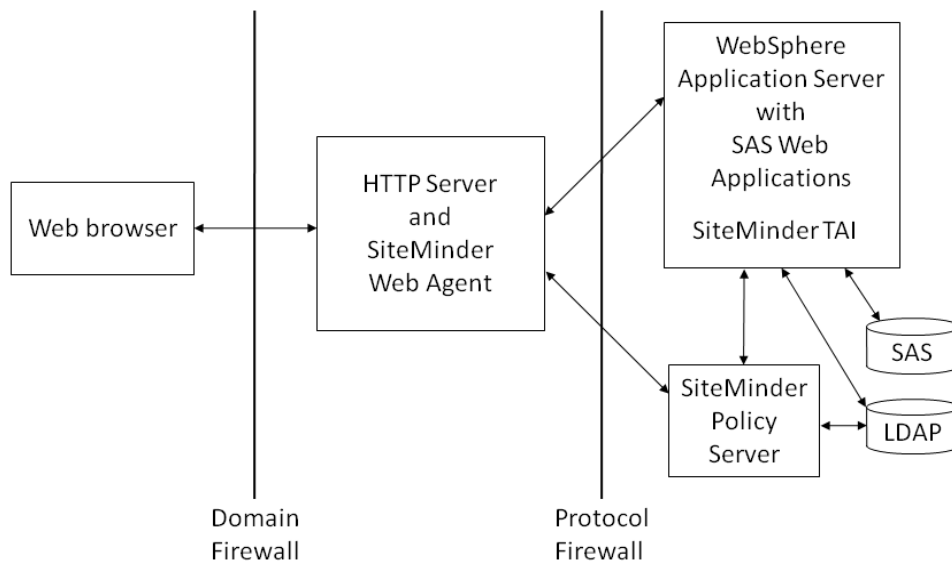 Web browser
Domain
Firewall
HTTP Server
and
SiteMinder
Web Agent
Protocol
Firewall
WebSphere
Application Server
with
SAS Web
Applications
SiteMinder TAI
SiteMinder
Policy
Server
SAS
LDAP